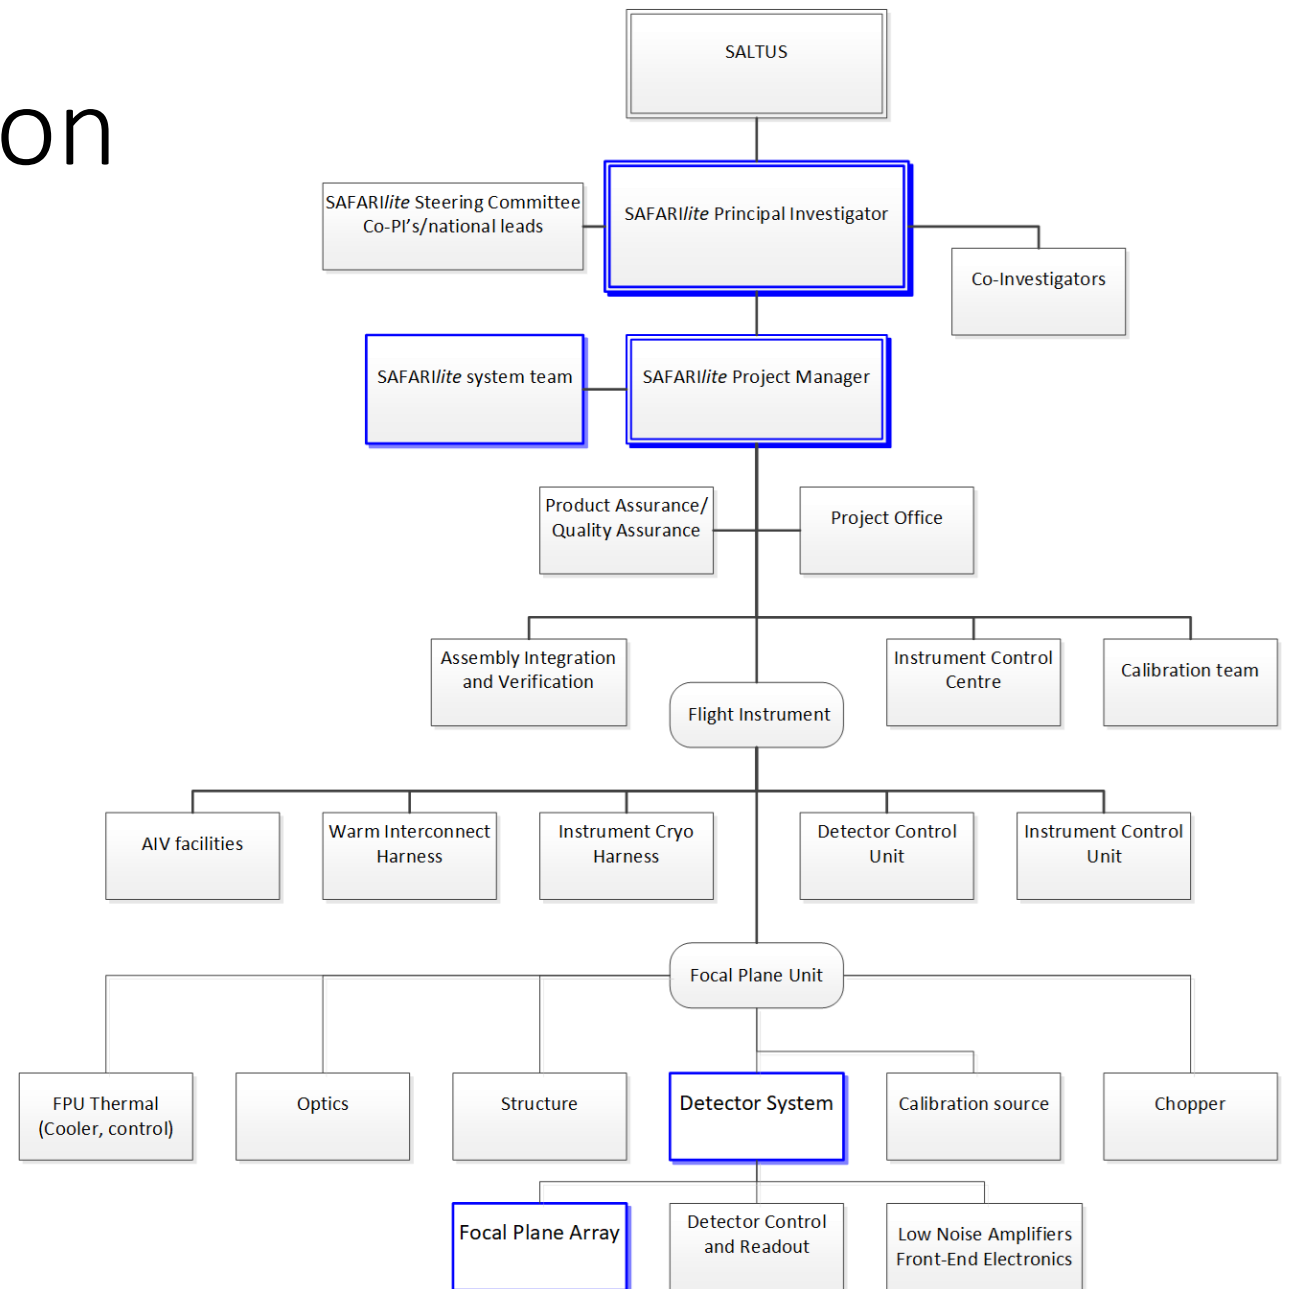 on
SALTUS
SAFARIlite Steering Committee
Co-PI's/national leads
SAFARIlite Principal Investigator
Co-Investigators
SAFARIlite system team
SAFARIlite Project Manager
Product Assurance/
Quality Assurance
Project Office
Assembly Integration
and Verification
Instrument Control
Centre
Calibration team
Flight Instrument
AIV facilities
Warm Interconnect
Harness
Instrument Cryo
Harness
Detector Control
Unit
Instrument Control
Unit
Focal Plane Unit
FPU Thermal
(Cooler, control)
Optics
Structure
Detector System
Calibration source
Chopper
Focal Plane Array
Detector Control
and Readout
Low Noise Amplifiers
Front-End Electronics